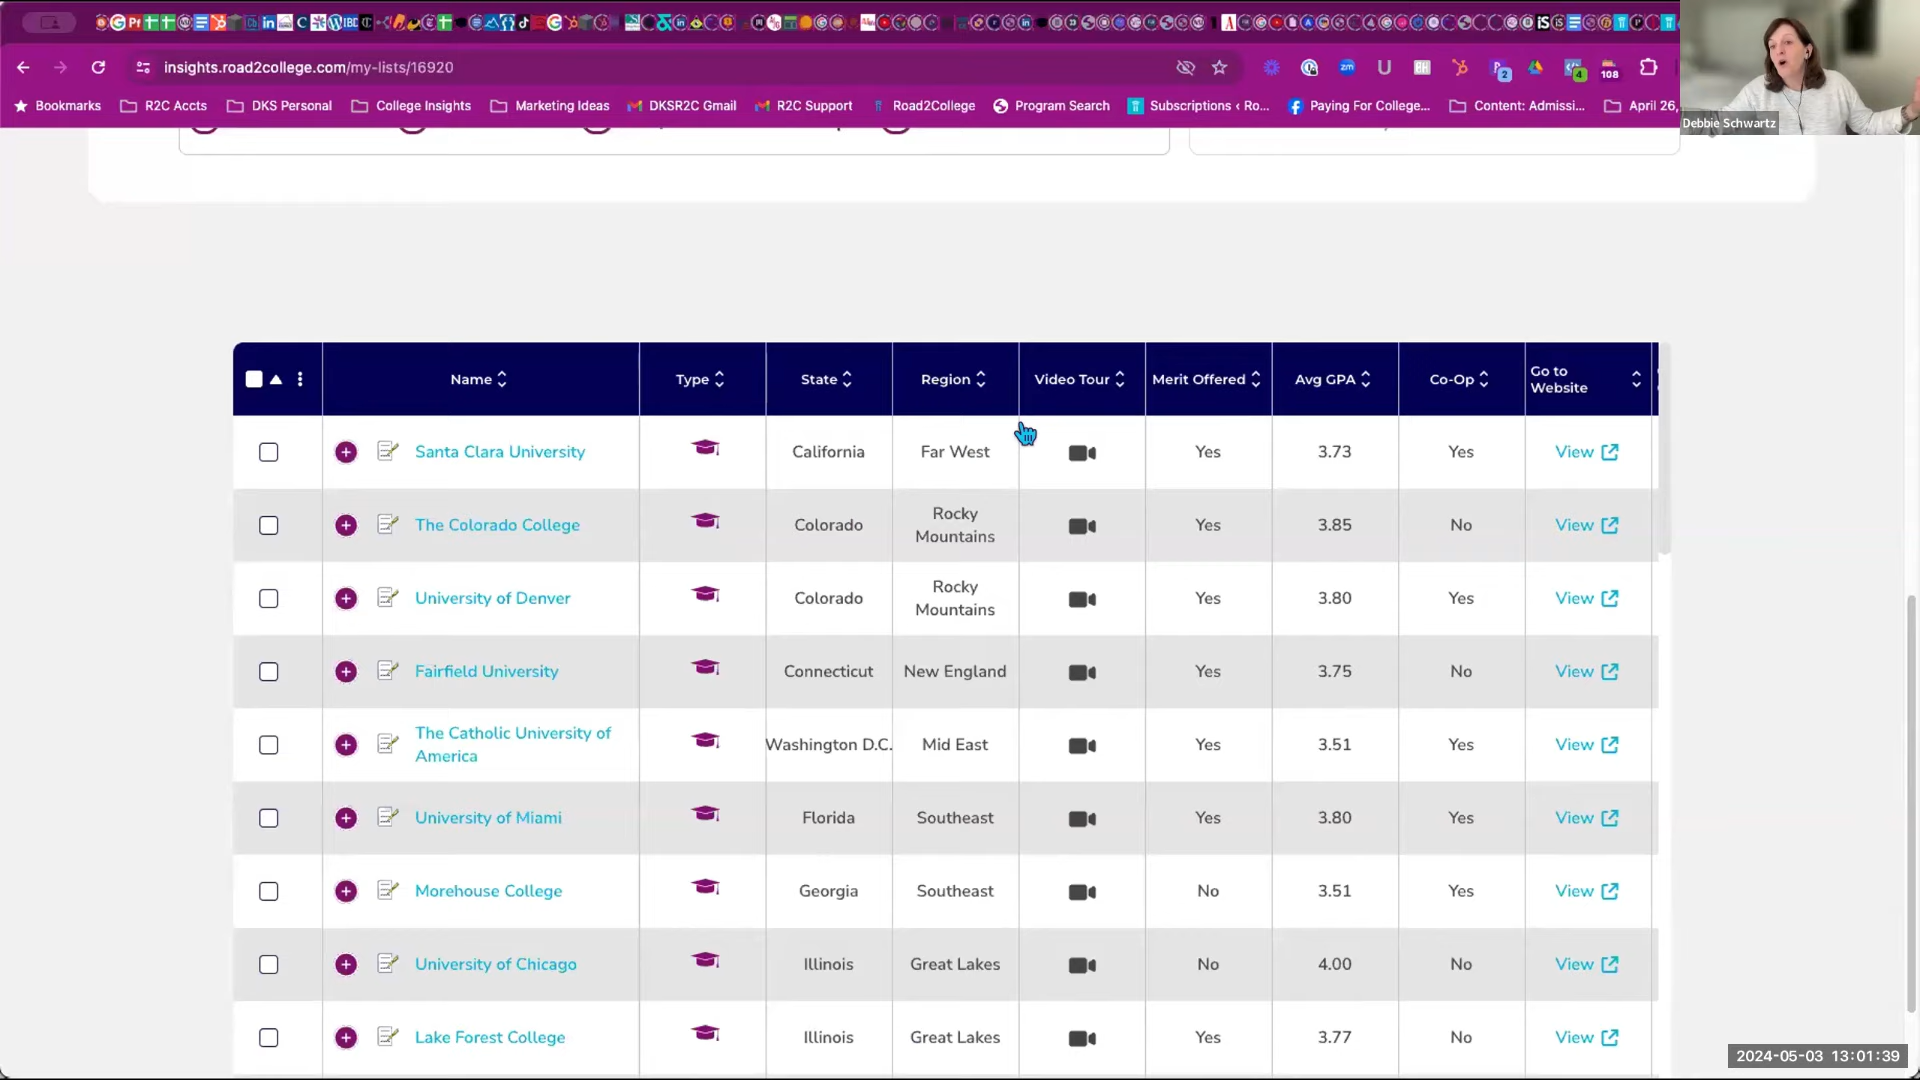 insights.road2college.com/my-lists/16920
2
4
108
Bookmarks R2C Accts DKS Personal College Insights Marketing Ideas DKSR2C Gmail R2C Support Road2College Program Search Subscriptions ‹ Ro... Paying For College... Content: Admissi... April 26,
Debbie Schwartz
Name Type State Region Video Tour Merit Offered Avg GPA Co-Op Go to Website
Santa Clara University California Far West Yes 3.73 Yes View
The Colorado College Colorado Rocky Mountains Yes 3.85 No View
University of Denver Colorado Rocky Mountains Yes 3.80 Yes View
Fairfield University Connecticut New England Yes 3.75 No View
The Catholic University of America Washington D.C. Mid East Yes 3.51 Yes View
University of Miami Florida Southeast Yes 3.80 Yes View
Morehouse College Georgia Southeast No 3.51 Yes View
University of Chicago Illinois Great Lakes No 4.00 No View
Lake Forest College Illinois Great Lakes Yes 3.77 No View
2024-05-03 13:01:39